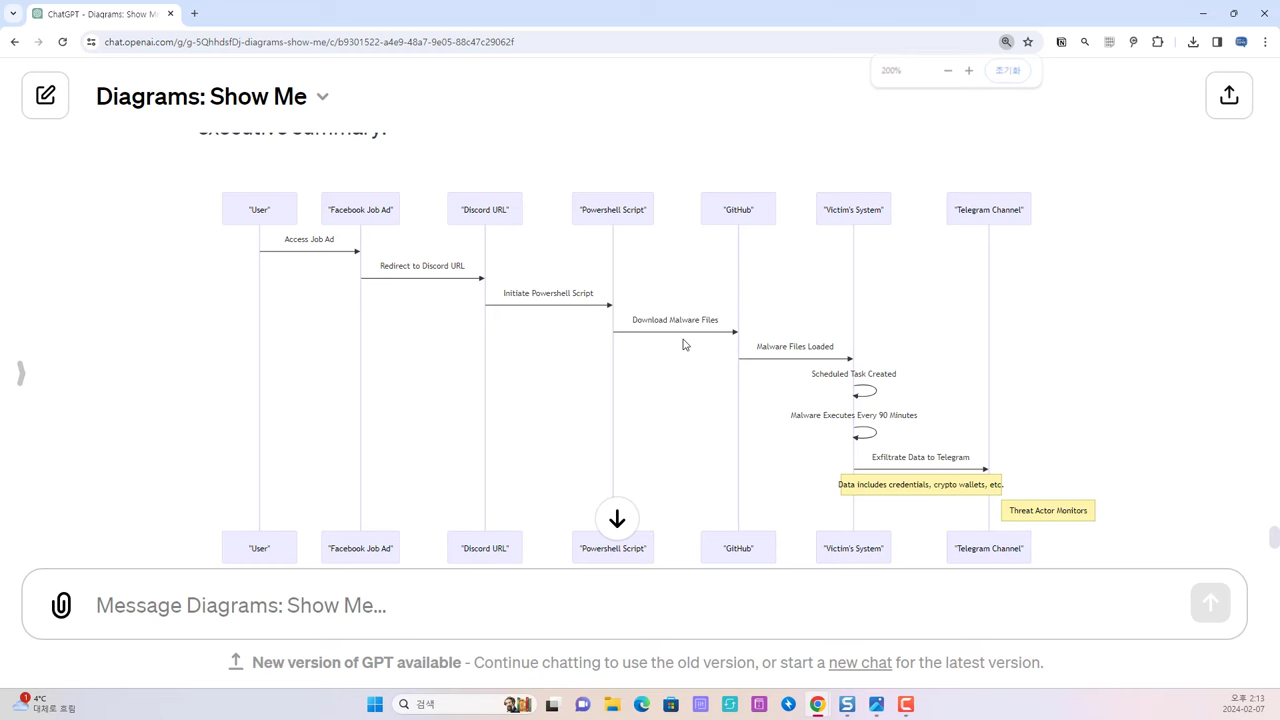 ChatGPT - Diagrams: Show Me
chat.openai.com/g/g-5QhhdsfDj-diagrams-show-me/c/b9301522-a4e9-48a7-9e05-88c47c29062f
200%
초기화
Diagrams: Show Me
executive summary.
"User" "Facebook Job Ad" "Discord URL" "Powershell Script" "GitHub" "Victim's System" "Telegram Channel"
Access Job Ad
Redirect to Discord URL
Initiate Powershell Script
Download Malware Files
Malware Files Loaded
Scheduled Task Created
Malware Executes Every 90 Minutes
Exfiltrate Data to Telegram
Data includes credentials, crypto wallets, etc.
Threat Actor Monitors
"User" "Facebook Job Ad" "Discord URL" "Powershell Script" "GitHub" "Victim's System" "Telegram Channel"
Message Diagrams: Show Me...
New version of GPT available - Continue chatting to use the old version, or start a new chat for the latest version.
1
4°C
대체로 흐림
검색
오후 2:13
2024-02-07